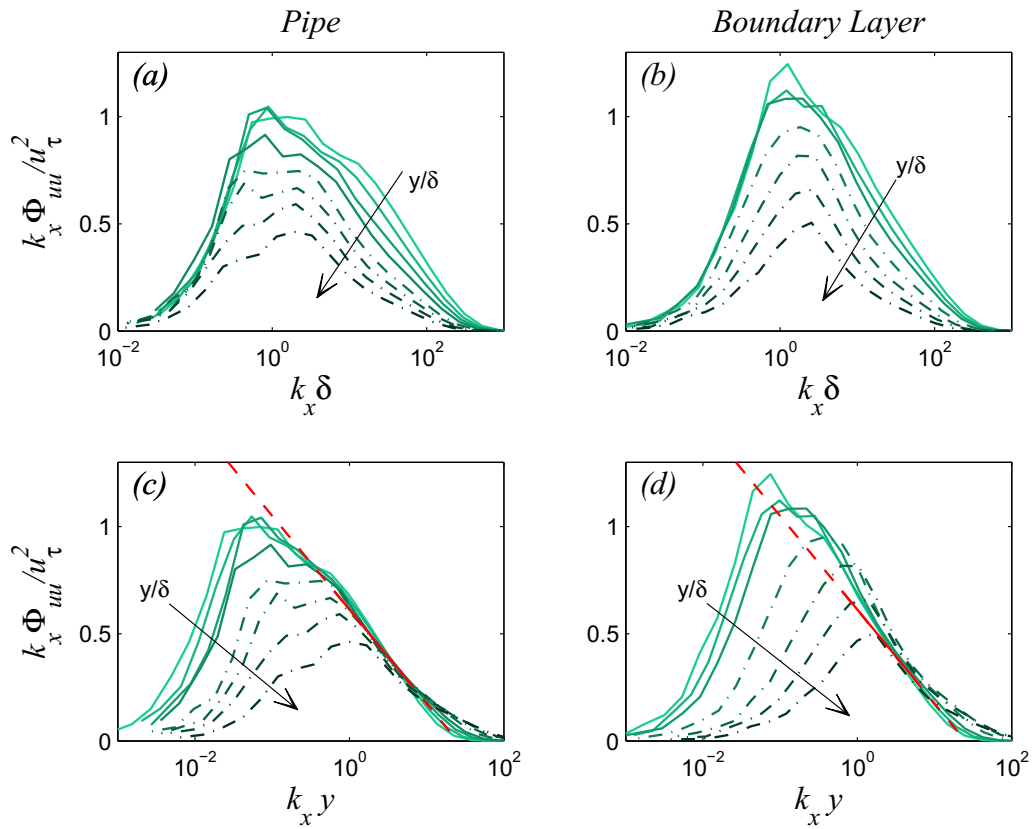 Pipe
Boundary Layer
(a)
(b)
k_x Φ_uu /u_τ^2
1
0.5
0
10^−2
10^0
10^2
k_x δ
y/δ
1
0.5
0
10^−2
10^0
10^2
k_x δ
y/δ
(c)
(d)
k_x Φ_uu /u_τ^2
1
0.5
0
10^−2
10^0
10^2
k_x y
y/δ
1
0.5
0
10^−2
10^0
10^2
k_x y
y/δ